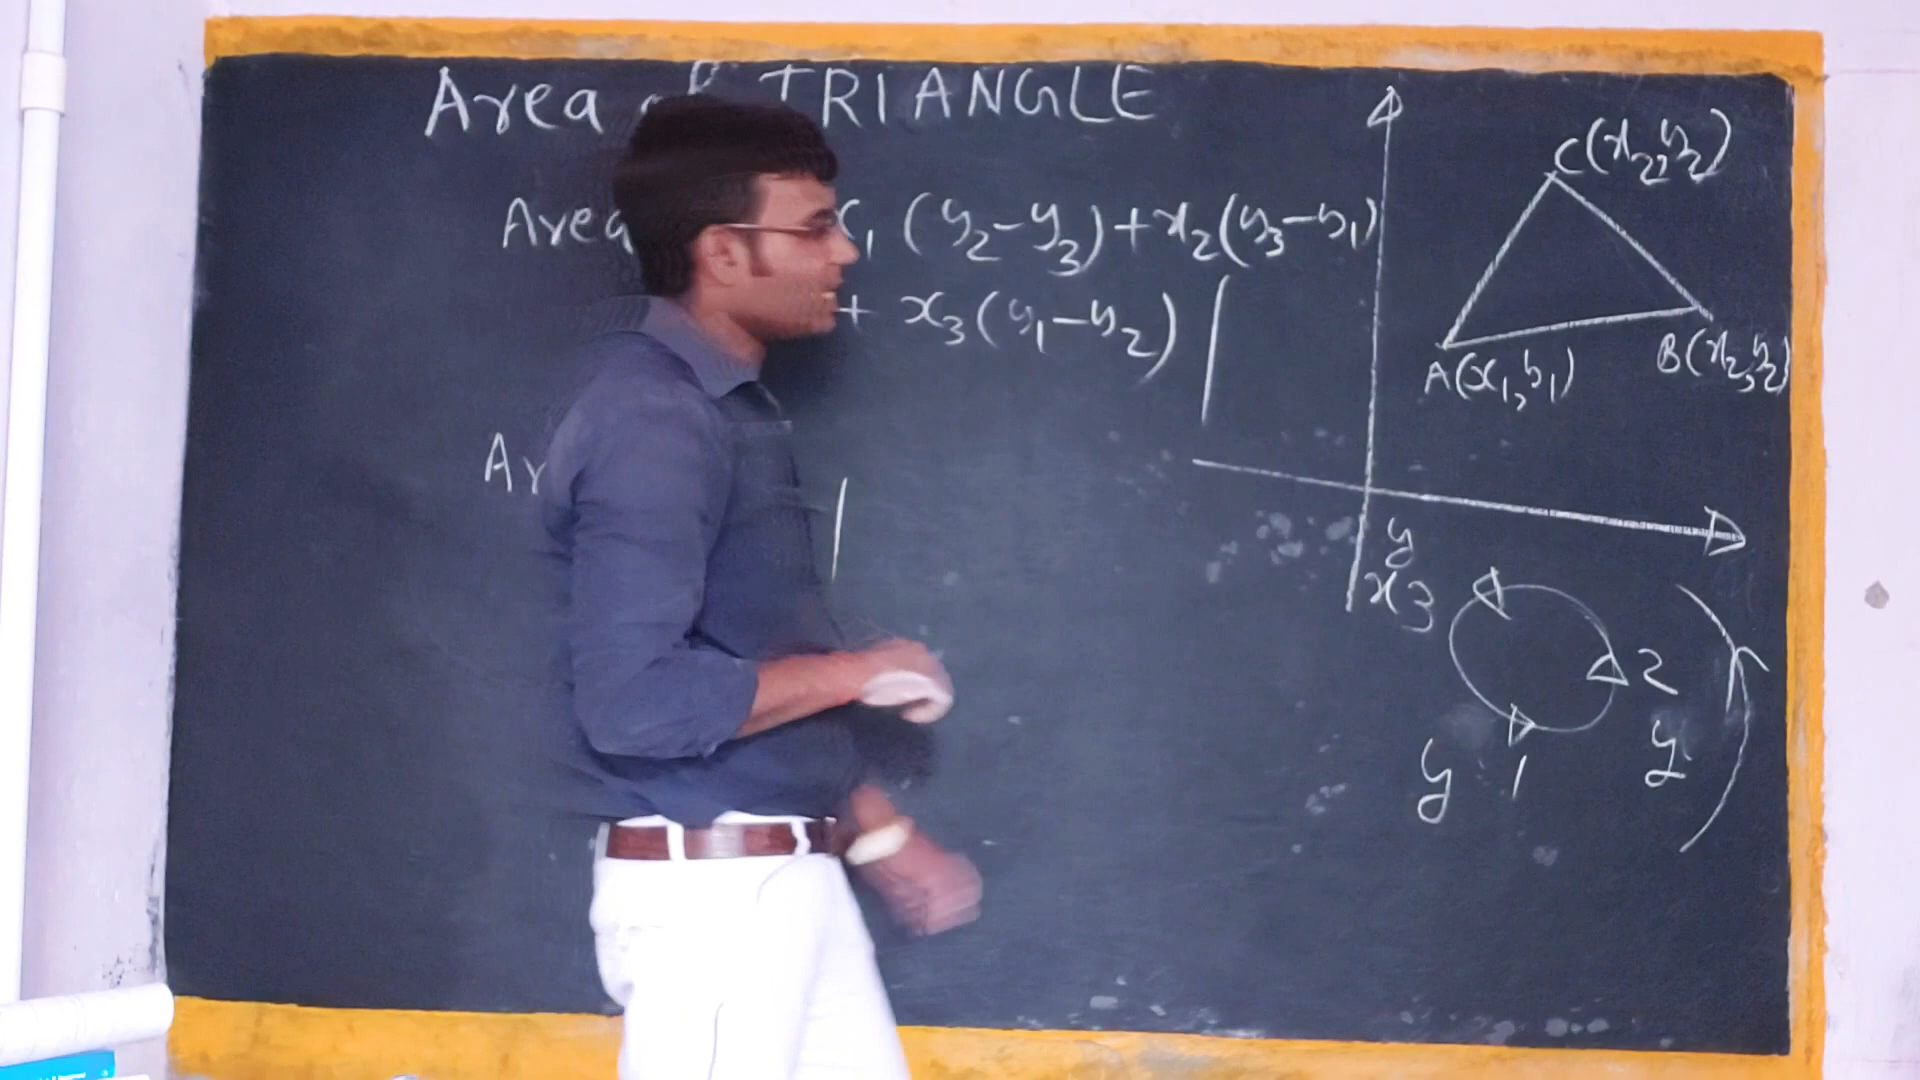 Area of TRIANGLE
Area x₁ (y₂-y₃)+x₂(y₃-y₁)
+ x₃(y₁-y₂)
Ar
C(x₂,y₂)
A(x₁,y₁)
B(x₂,y₂)
y
x3
2
y
y 1